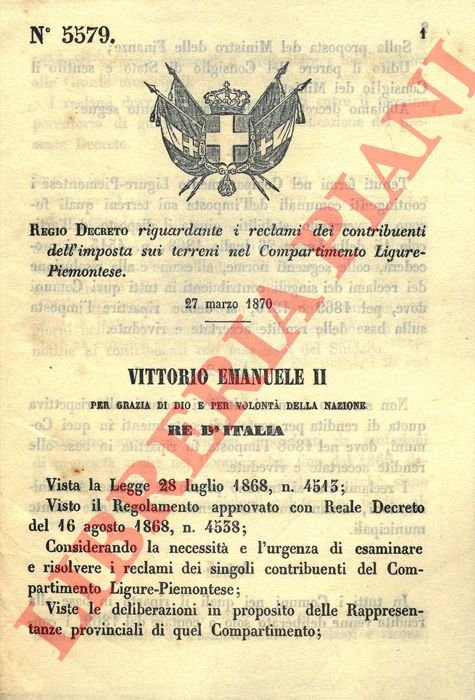 N° 5579.
1
REGIO DECRETO riguardante i reclami dei contribuenti
dell'imposta sui terreni nel Compartimento Ligure-
Piemontese.
27 marzo 1870
VITTORIO EMANUELE II
PER GRAZIA DI DIO E PER VOLONTÀ DELLA NAZIONE
RE D'ITALIA
Vista la Legge 28 luglio 1868, n. 4513;
Visto il Regolamento approvato con Reale Decreto
del 16 agosto 1868, n. 4538;
Considerando la necessità e l'urgenza di esaminare
e risolvere i reclami dei singoli contribuenti del Com-
partimento Ligure-Piemontese;
Viste le deliberazioni in proposito delle Rappresen-
tanze provinciali di quel Compartimento;
LIBRERIA PIANI